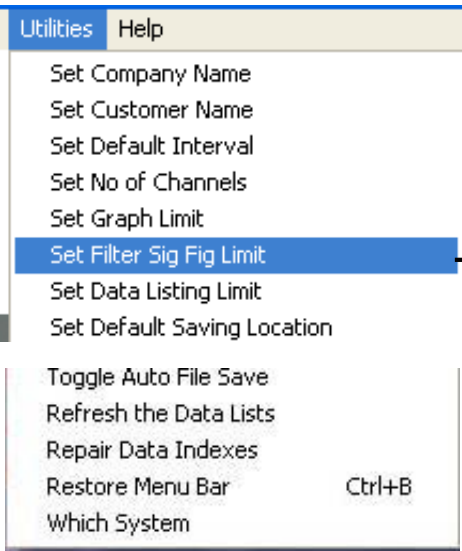 Utilities Help
Set Company Name
Set Customer Name
Set Default Interval
Set No of Channels
Set Graph Limit
Set Filter Sig Fig Limit
Set Data Listing Limit
Set Default Saving Location
Toggle Auto File Save
Refresh the Data Lists
Repair Data Indexes
Restore Menu Bar Ctrl+B
Which System